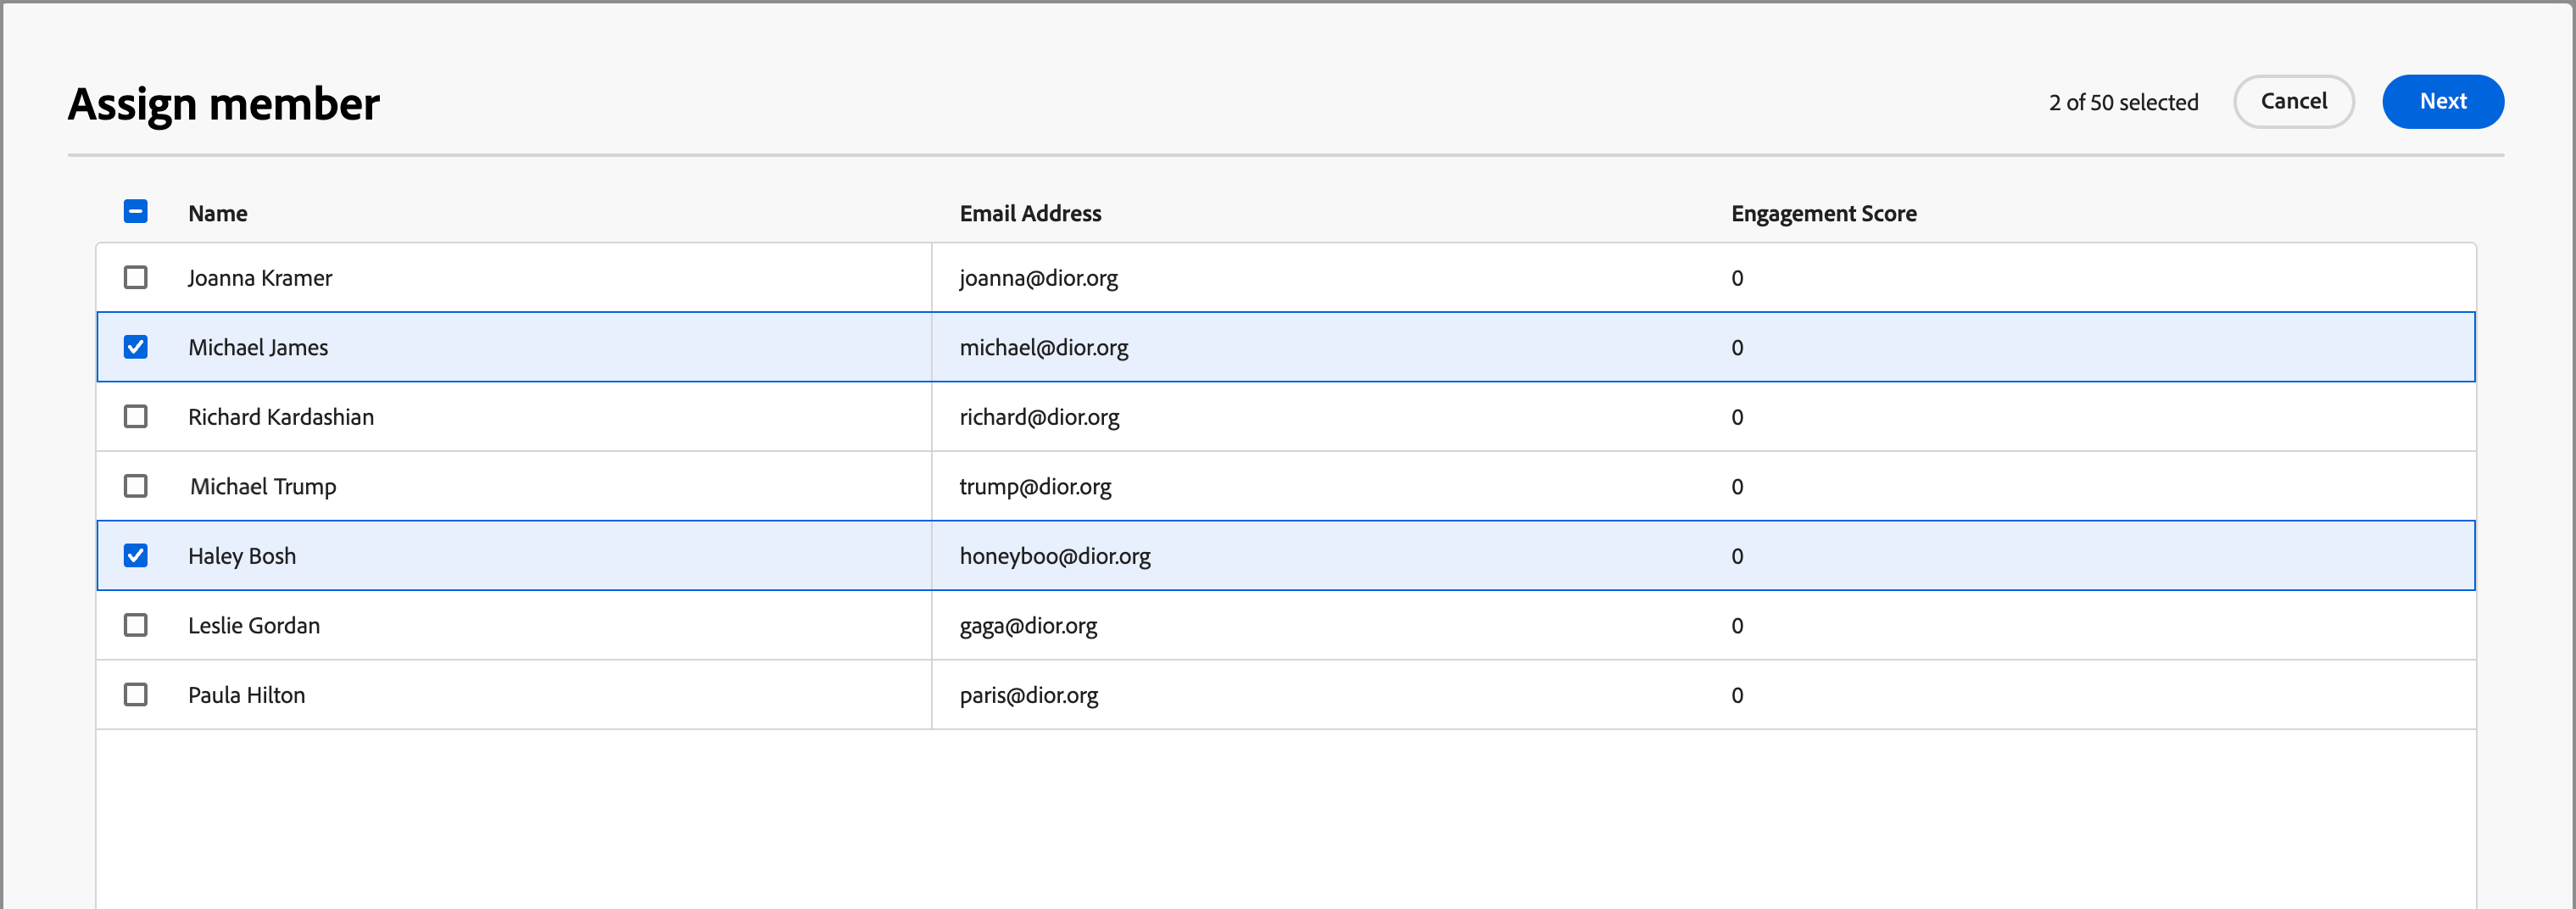 Assign member
2 of 50 selected
Cancel
Next
Name Email Address Engagement Score
Joanna Kramer joanna@dior.org 0
Michael James michael@dior.org 0
Richard Kardashian richard@dior.org 0
Michael Trump trump@dior.org 0
Haley Bosh honeyboo@dior.org 0
Leslie Gordan gaga@dior.org 0
Paula Hilton paris@dior.org 0